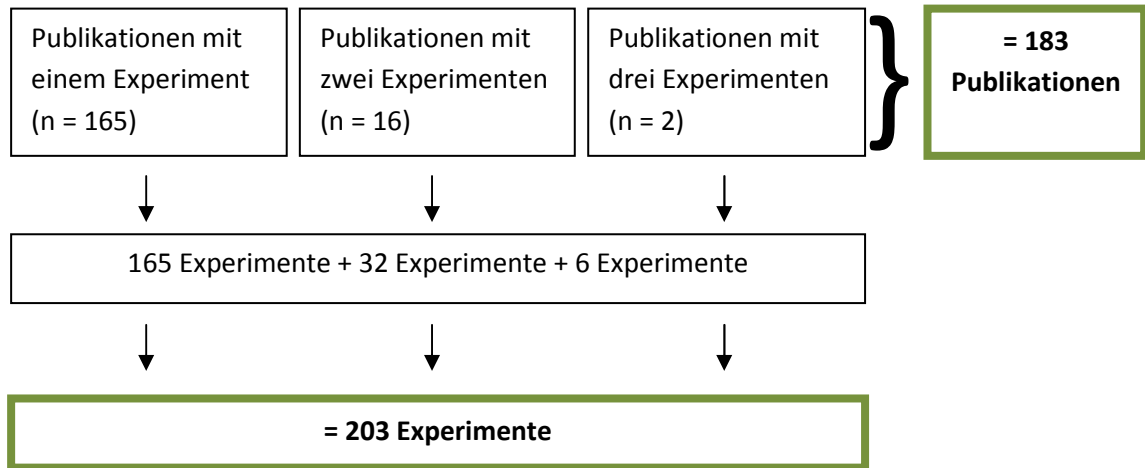 Publikationen mit
einem Experiment
(n = 165)
Publikationen mit
zwei Experimenten
(n = 16)
Publikationen mit
drei Experimenten
(n = 2)
}
= 183
Publikationen
165 Experimente + 32 Experimente + 6 Experimente
= 203 Experimente